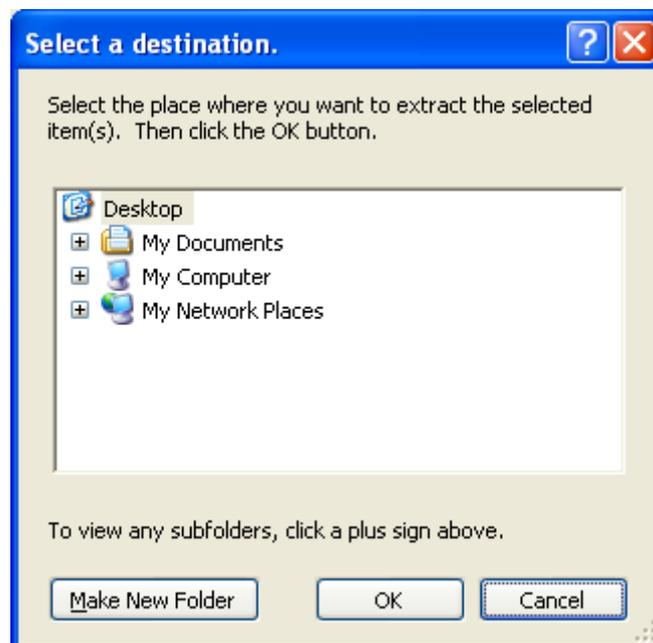 Select a destination.
Select the place where you want to extract the selected
item(s).  Then click the OK button.
Desktop
My Documents
My Computer
My Network Places
To view any subfolders, click a plus sign above.
Make New Folder OK Cancel